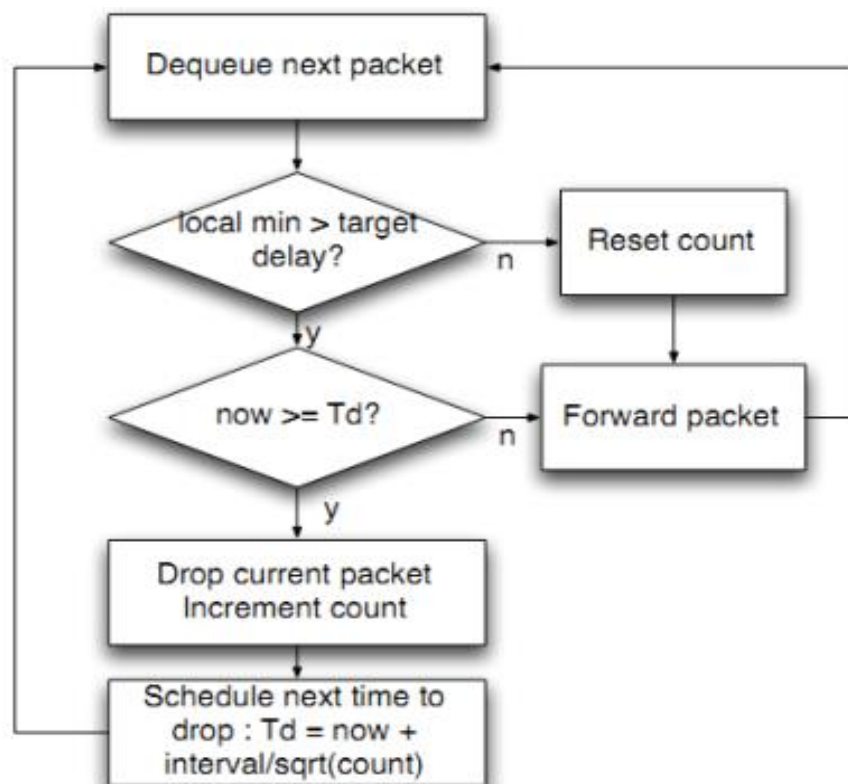 Dequeue next packet
local min > target
delay?
n
Reset count
y
now >= Td?
n
Forward packet
y
Drop current packet
Increment count
Schedule next time to
drop : Td = now +
interval/sqrt(count)